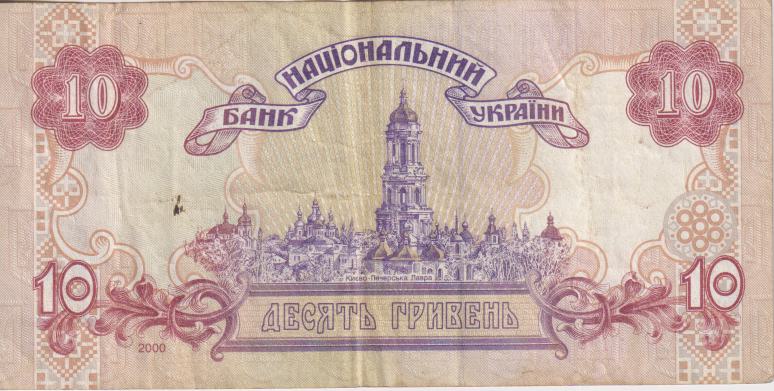 10
НАЦІОНАЛЬНИЙ
10
БАНК
УКРАЇНИ
Києво-Печерська Лавра
10
ДЕСЯТЬ ГРИВЕНЬ
10
2000